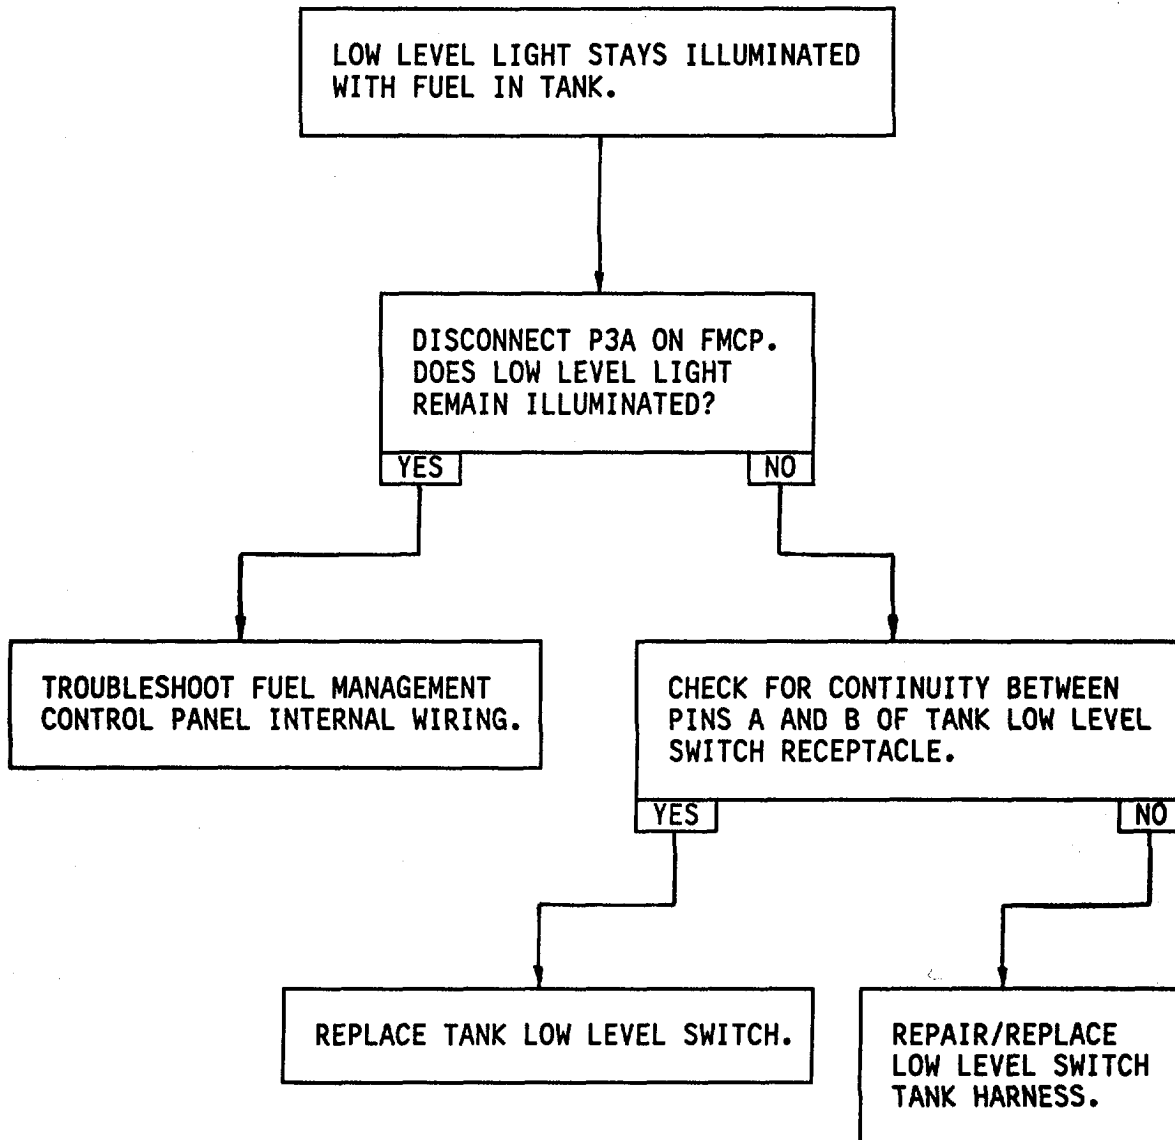 LOW LEVEL LIGHT STAYS ILLUMINATED
WITH FUEL IN TANK.
DISCONNECT P3A ON FMCP.
DOES LOW LEVEL LIGHT
REMAIN ILLUMINATED?
YES
NO
TROUBLESHOOT FUEL MANAGEMENT
CONTROL PANEL INTERNAL WIRING.
CHECK FOR CONTINUITY BETWEEN
PINS A AND B OF TANK LOW LEVEL
SWITCH RECEPTACLE.
YES
NO
REPLACE TANK LOW LEVEL SWITCH.
REPAIR/REPLACE
LOW LEVEL SWITCH
TANK HARNESS.